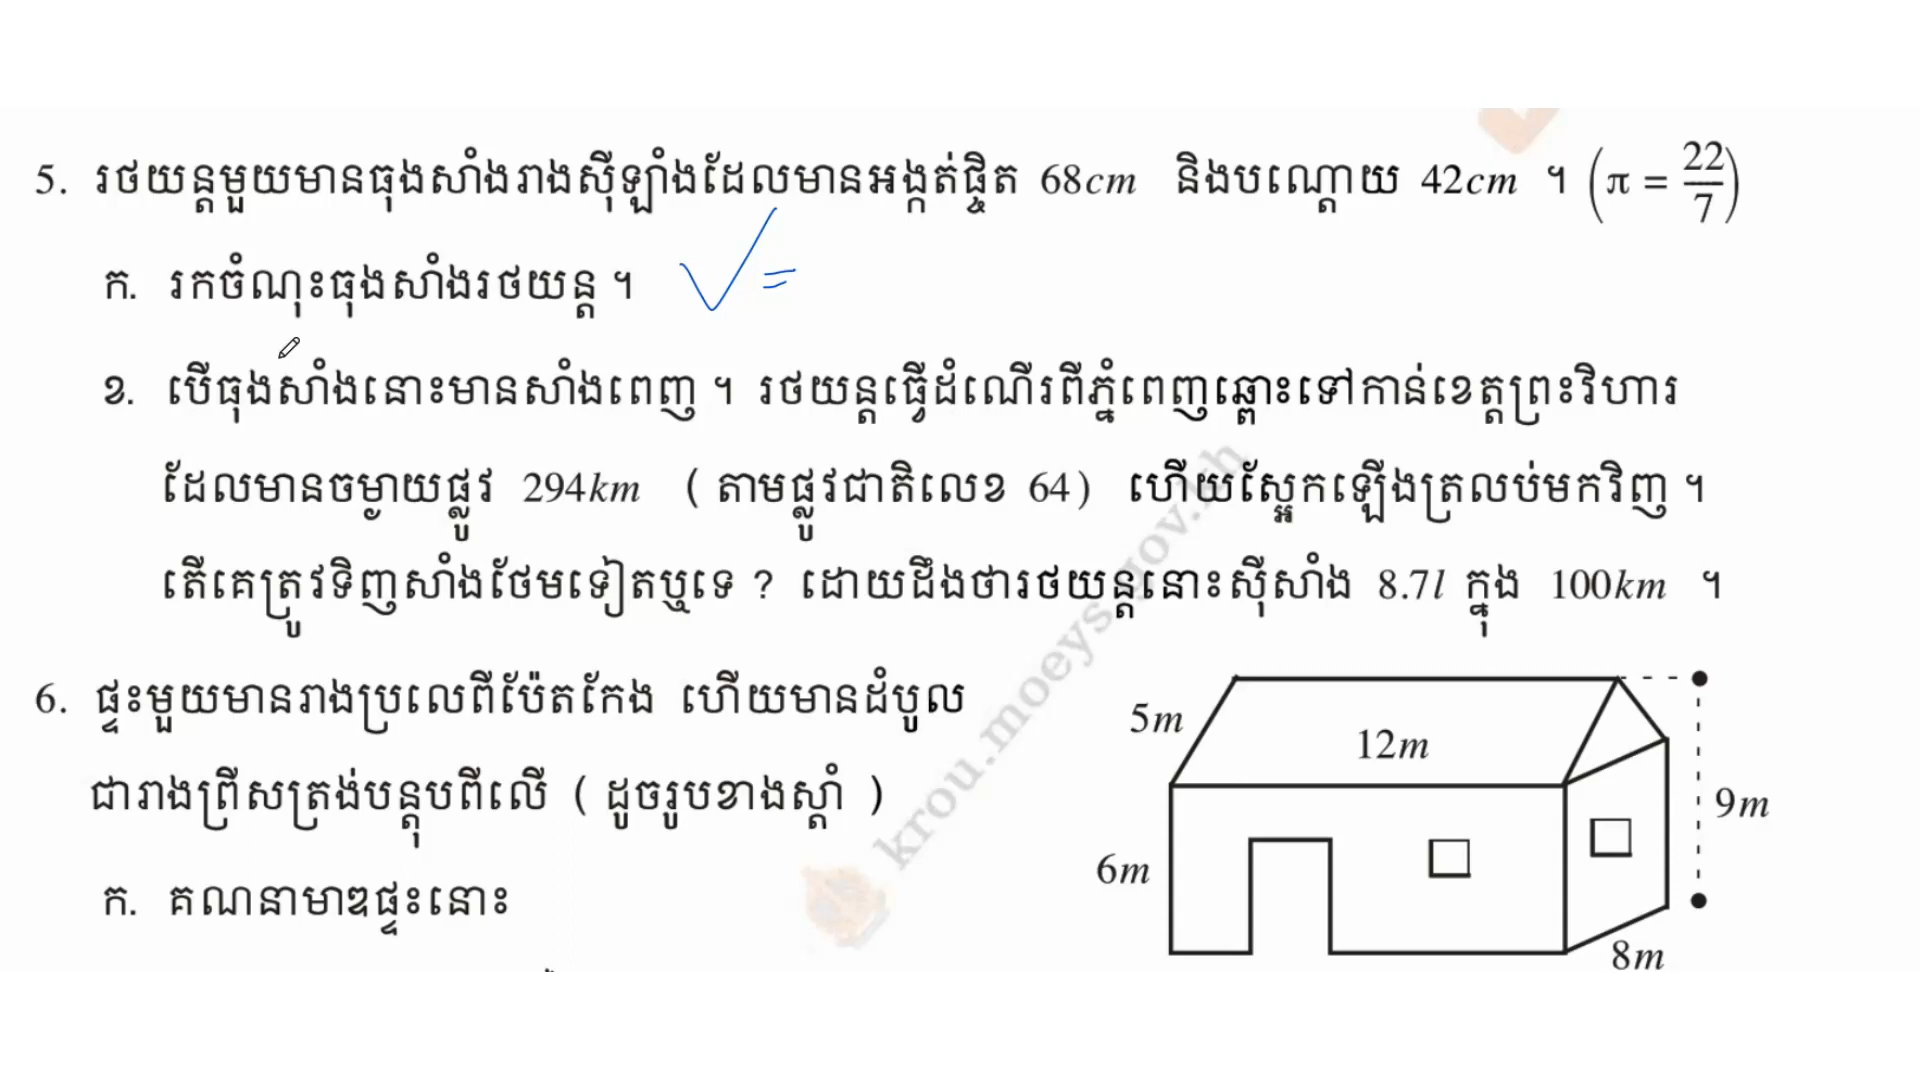 5. រថយន្តមួយមានធុងសាំងរាងស៊ីឡាំងដែលមានអង្កត់ផ្ចិត 68cm និងបណ្តោយ 42cm ។ (π = 22/7)
ក. រកចំណុះធុងសាំងរថយន្ត ។ V =
ខ. បើធុងសាំងនោះមានសាំងពេញ ។ រថយន្តធ្វើដំណើរពីភ្នំពេញឆ្ពោះទៅកាន់ខេត្តព្រះវិហារ
ដែលមានចម្ងាយផ្លូវ 294km ( តាមផ្លូវជាតិលេខ 64) ហើយស្អែកឡើងត្រលប់មកវិញ ។
តើគេត្រូវទិញសាំងថែមទៀតឬទេ ? ដោយដឹងថារថយន្តនោះស៊ីសាំង 8.7l ក្នុង 100km ។
6. ផ្ទះមួយមានរាងប្រលេពីប៉ែតកែង ហើយមានដំបូល
ជារាងព្រីសត្រង់បន្តុបពីលើ ( ដូចរូបខាងស្តាំ )
ក. គណនាមាឌផ្ទះនោះ
5m
12m
9m
6m
8m
krou.moeys.gov.kh